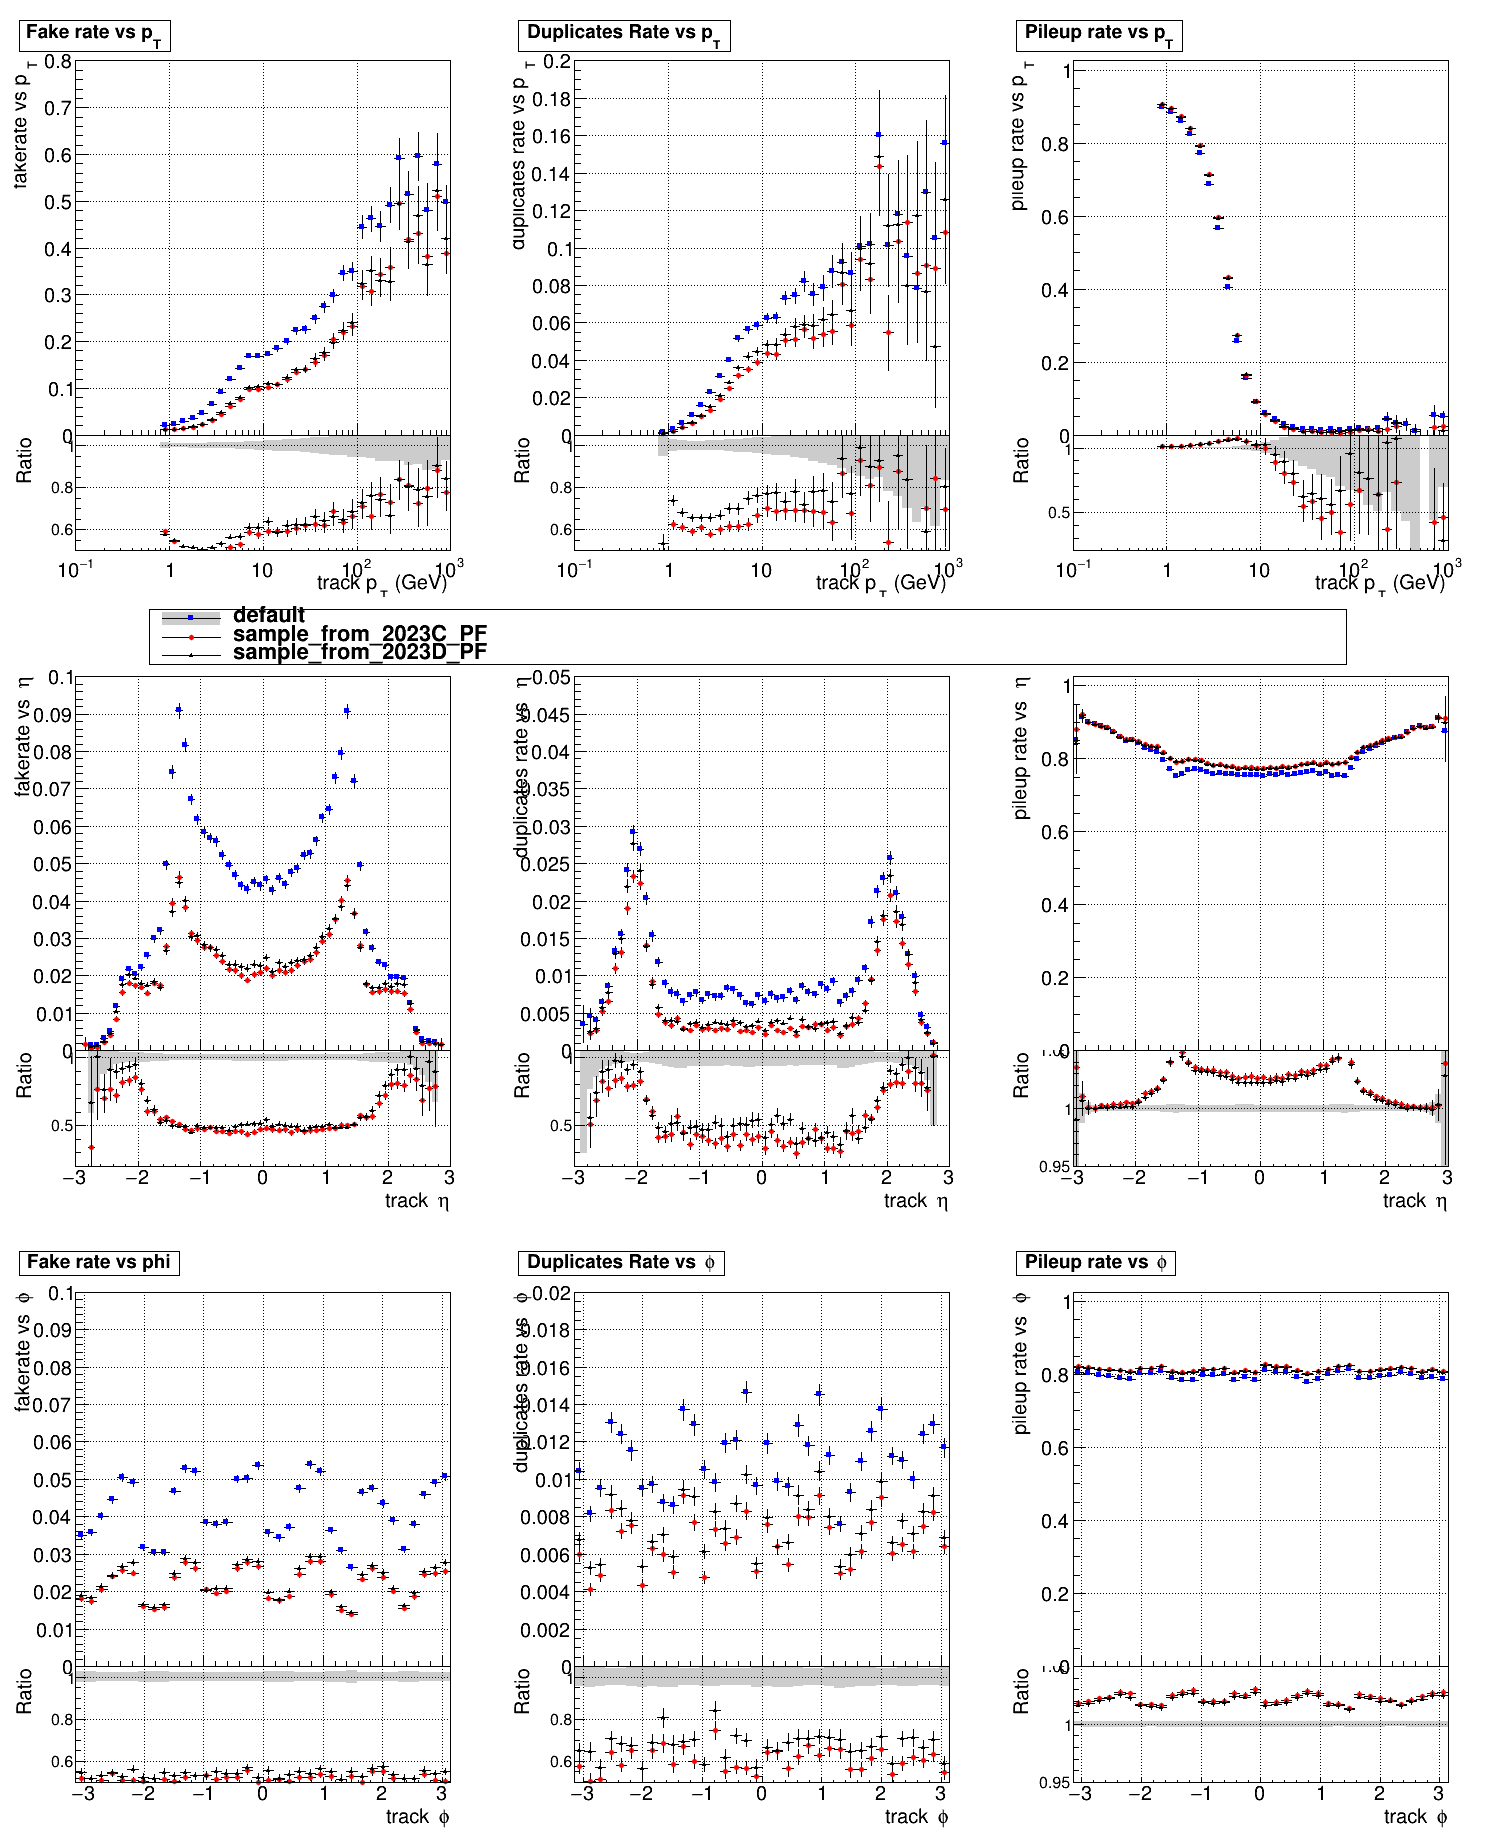 Fake rate vs pT
Duplicates Rate vs pT
Pileup rate vs pT
fakerate vs pT
0.8
0.7
0.6
0.5
0.4
0.3
0.2
0.1
0
Ratio
1
0.8
0.6
10−1
1
10
102
103
track pT (GeV)
duplicates rate vs pT
0.2
0.18
0.16
0.14
0.12
0.1
0.08
0.06
0.04
0.02
0
Ratio
1
0.8
0.6
10−1
1
10
102
103
track pT (GeV)
pileup rate vs pT
1
0.8
0.6
0.4
0.2
0
Ratio
1
0.5
10−1
1
10
102
103
track pT (GeV)
default
sample_from_2023C_PF
sample_from_2023D_PF
fakerate vs η
0.1
0.09
0.08
0.07
0.06
0.05
0.04
0.03
0.02
0.01
0
Ratio
1
0.5
−3 −2 −1 0 1 2 3
track η
duplicates rate vs η
0.05
0.045
0.04
0.035
0.03
0.025
0.02
0.015
0.01
0.005
0
Ratio
1
0.5
−3 −2 −1 0 1 2 3
track η
pileup rate vs η
1
0.8
0.6
0.4
0.2
0
Ratio
1
0.95
−3 −2 −1 0 1 2 3
track η
Fake rate vs phi
Duplicates Rate vs ϕ
Pileup rate vs ϕ
fakerate vs ϕ
0.1
0.09
0.08
0.07
0.06
0.05
0.04
0.03
0.02
0.01
0
Ratio
1
0.8
0.6
−3 −2 −1 0 1 2 3
track ϕ
duplicates rate vs ϕ
0.02
0.018
0.016
0.014
0.012
0.01
0.008
0.006
0.004
0.002
0
Ratio
1
0.8
0.6
−3 −2 −1 0 1 2 3
track ϕ
pileup rate vs ϕ
1
0.8
0.6
0.4
0.2
0
Ratio
1
0.95
−3 −2 −1 0 1 2 3
track ϕ